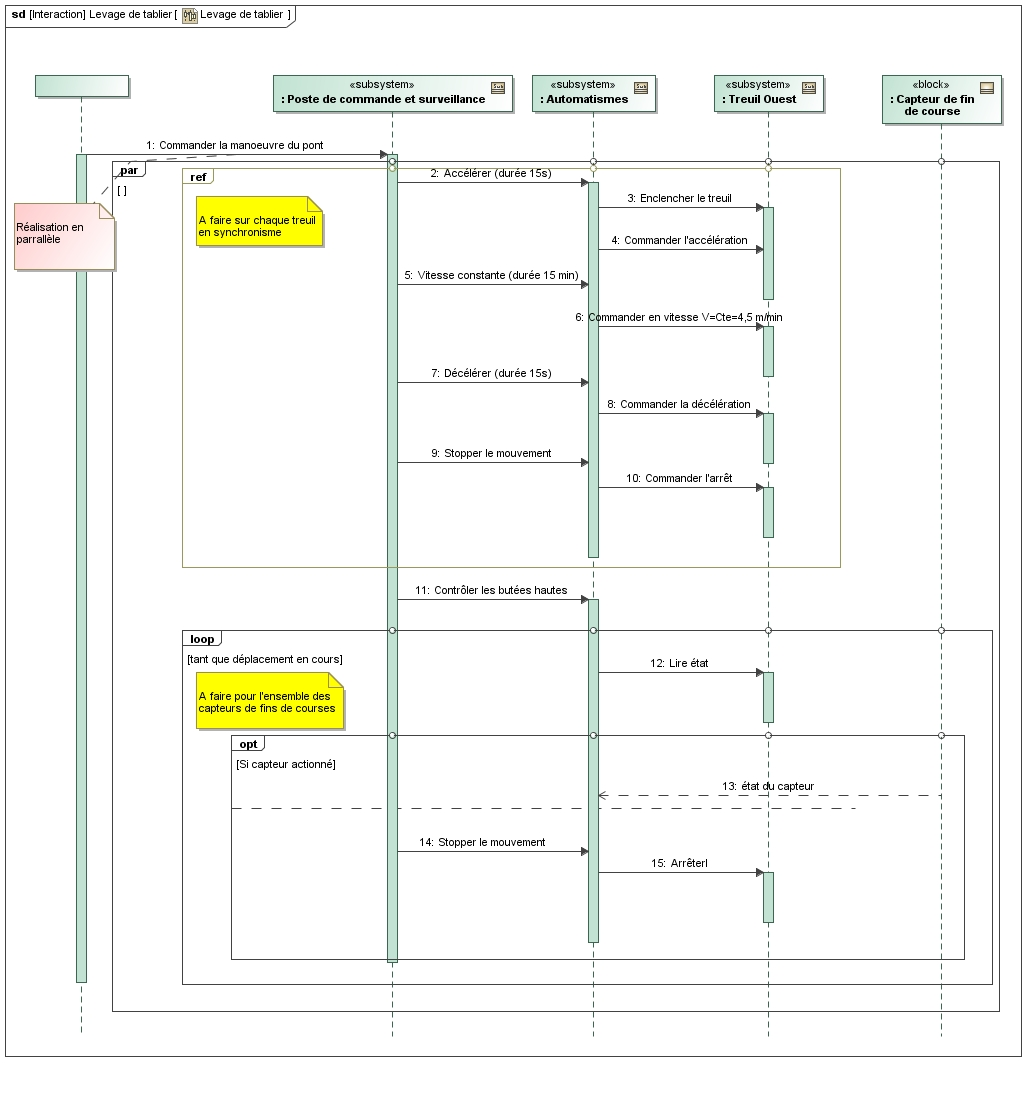 sd [Interaction] Levage de tablier [ Levage de tablier ]
«subsystem»
: Poste de commande et surveillance
«subsystem»
: Automatismes
«subsystem»
: Treuil Ouest
«block»
: Capteur de fin
de course
1: Commander la manoeuvre du pont
par
[ ]
ref
2: Accélérer (durée 15s)
Réalisation en
parrallèle
A faire sur chaque treuil
en synchronisme
3: Enclencher le treuil
4: Commander l'accélération
5: Vitesse constante (durée 15 min)
6: Commander en vitesse V=Cte=4,5 m/min
7: Décélérer (durée 15s)
8: Commander la décélération
9: Stopper le mouvement
10: Commander l'arrêt
11: Contrôler les butées hautes
loop
[tant que déplacement en cours]
12: Lire état
A faire pour l'ensemble des
capteurs de fins de courses
opt
[Si capteur actionné]
13: état du capteur
14: Stopper le mouvement
15: Arrêterl